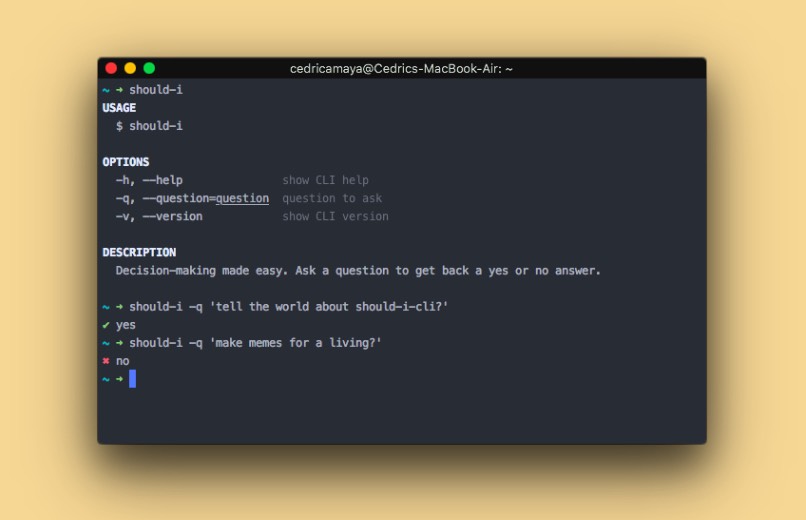 cedricamaya@Cedrics-MacBook-Air: ~
~ ➜ should-i
USAGE
$ should-i
OPTIONS
-h, --help show CLI help
-q, --question=question question to ask
-v, --version show CLI version
DESCRIPTION
Decision-making made easy. Ask a question to get back a yes or no answer.
~ ➜ should-i -q 'tell the world about should-i-cli?'
✔ yes
~ ➜ should-i -q 'make memes for a living?'
✖ no
~ ➜